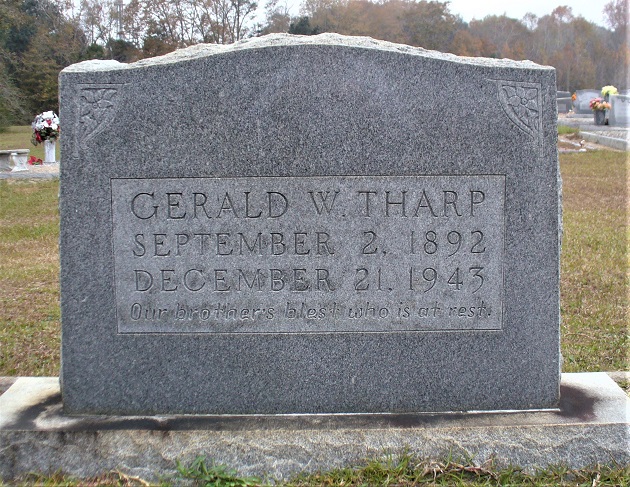 GERALD W. THARP
SEPTEMBER 2, 1892
DECEMBER 21, 1943
Our brother's blest who is at rest.